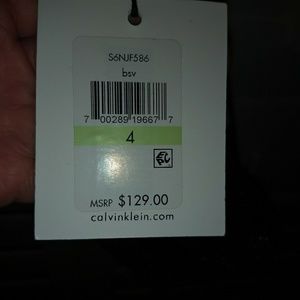 S6NJF586
bsv
7 00289 19667 7
4
MSRP $129.00
calvinklein.com